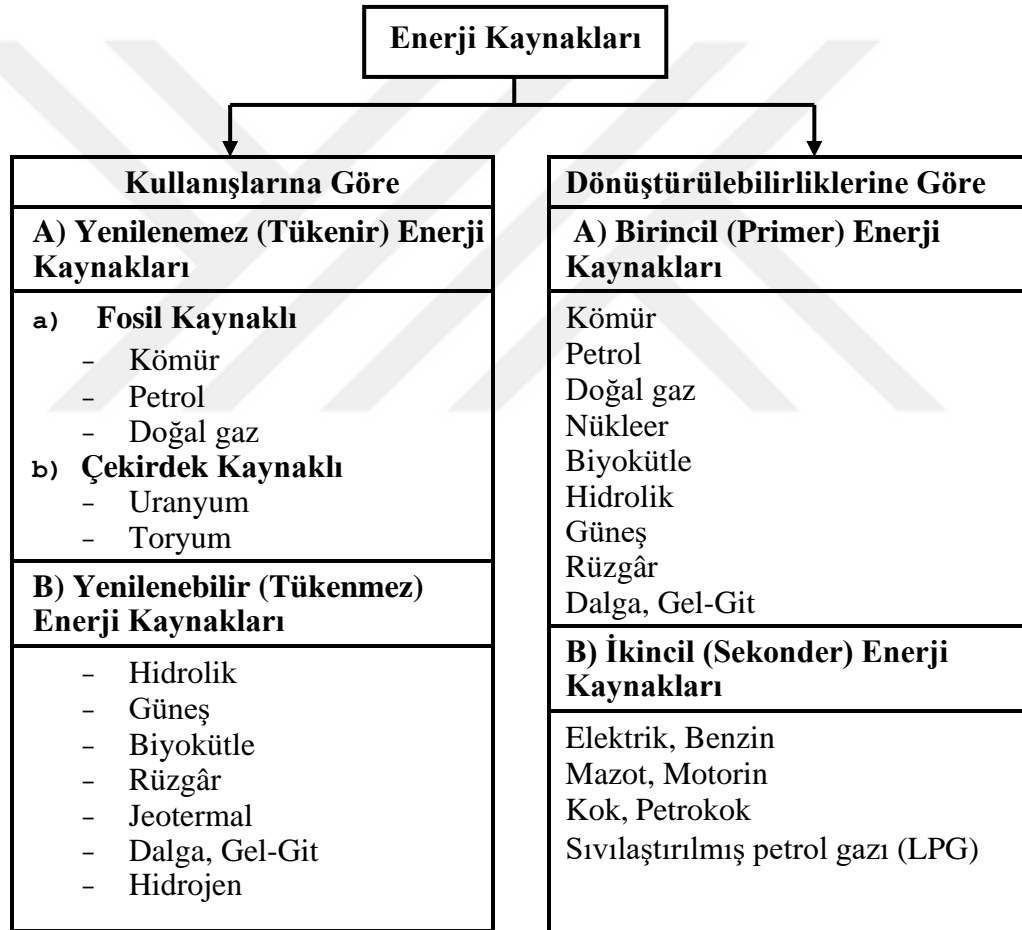 Enerji Kaynakları
Kullanışlarına Göre
A) Yenilenemez (Tükenir) Enerji
Kaynakları
a) Fosil Kaynaklı
- Kömür
- Petrol
- Doğal gaz
b) Çekirdek Kaynaklı
- Uranyum
- Toryum
B) Yenilenebilir (Tükenmez)
Enerji Kaynakları
- Hidrolik
- Güneş
- Biyokütle
- Rüzgâr
- Jeotermal
- Dalga, Gel-Git
- Hidrojen
Dönüştürülebilirliklerine Göre
A) Birincil (Primer) Enerji
Kaynakları
Kömür
Petrol
Doğal gaz
Nükleer
Biyokütle
Hidrolik
Güneş
Rüzgâr
Dalga, Gel-Git
B) İkincil (Sekonder) Enerji
Kaynakları
Elektrik, Benzin
Mazot, Motorin
Kok, Petrokok
Sıvılaştırılmış petrol gazı (LPG)